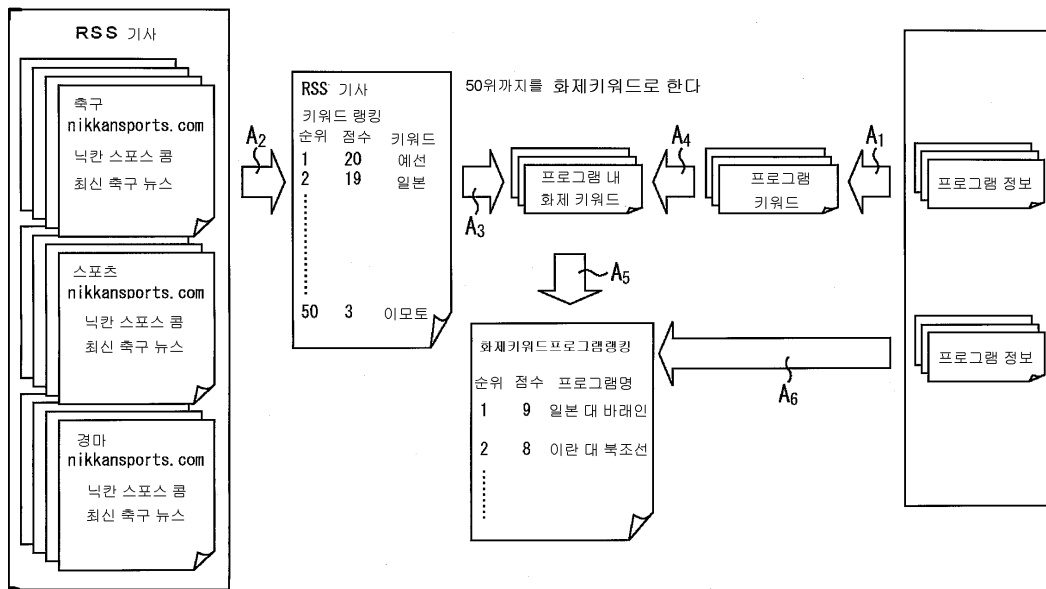 RSS 기사
축구
nikkansports.com
닉칸 스포스 콤
최신 축구 뉴스
스포츠
nikkansports.com
닉칸 스포스 콤
최신 축구 뉴스
경마
nikkansports.com
닉칸 스포스 콤
최신 축구 뉴스
A2
RSS 기사
키워드 랭킹
순위 점수 키워드
1 20 예선
2 19 일본
50 3 이모토
50위까지를 화제키워드로 한다
A3
프로그램 내
화제 키워드
A4
프로그램
키워드
A1
프로그램 정보
A5
화제키워드프로그램랭킹
순위 점수 프로그램명
1 9 일본 대 바래인
2 8 이란 대 북조선
A6
프로그램 정보